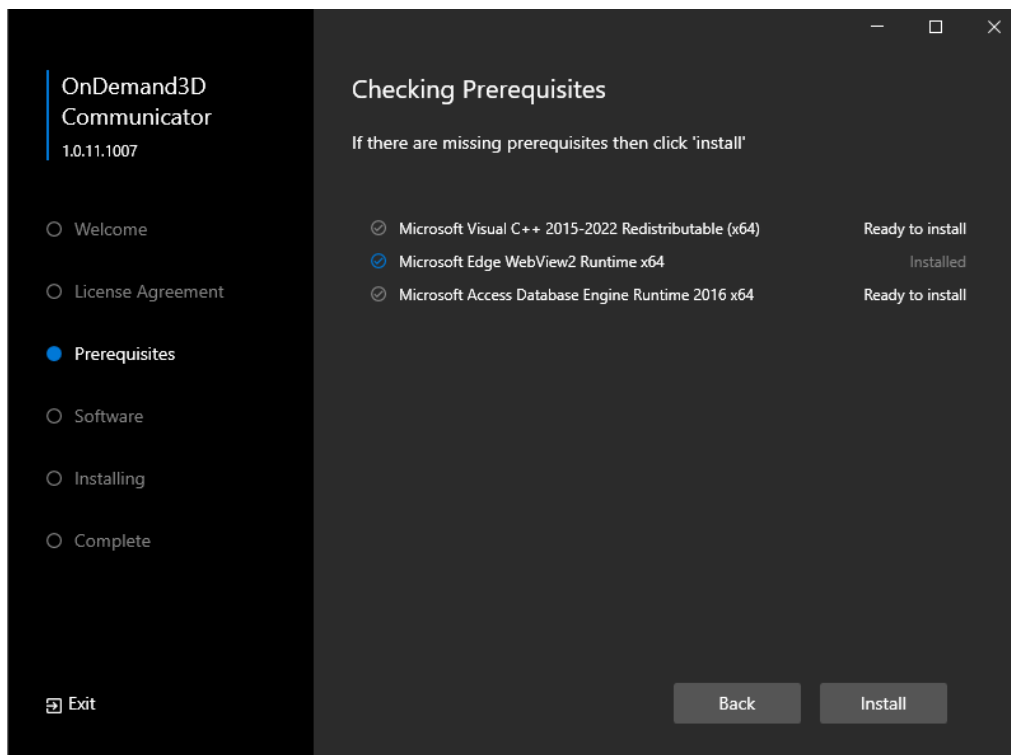 OnDemand3D
Communicator
1.0.11.1007
Welcome
License Agreement
Prerequisites
Software
Installing
Complete
Exit
Checking Prerequisites
If there are missing prerequisites then click 'install'
Microsoft Visual C++ 2015-2022 Redistributable (x64) Ready to install
Microsoft Edge WebView2 Runtime x64 Installed
Microsoft Access Database Engine Runtime 2016 x64 Ready to install
Back Install